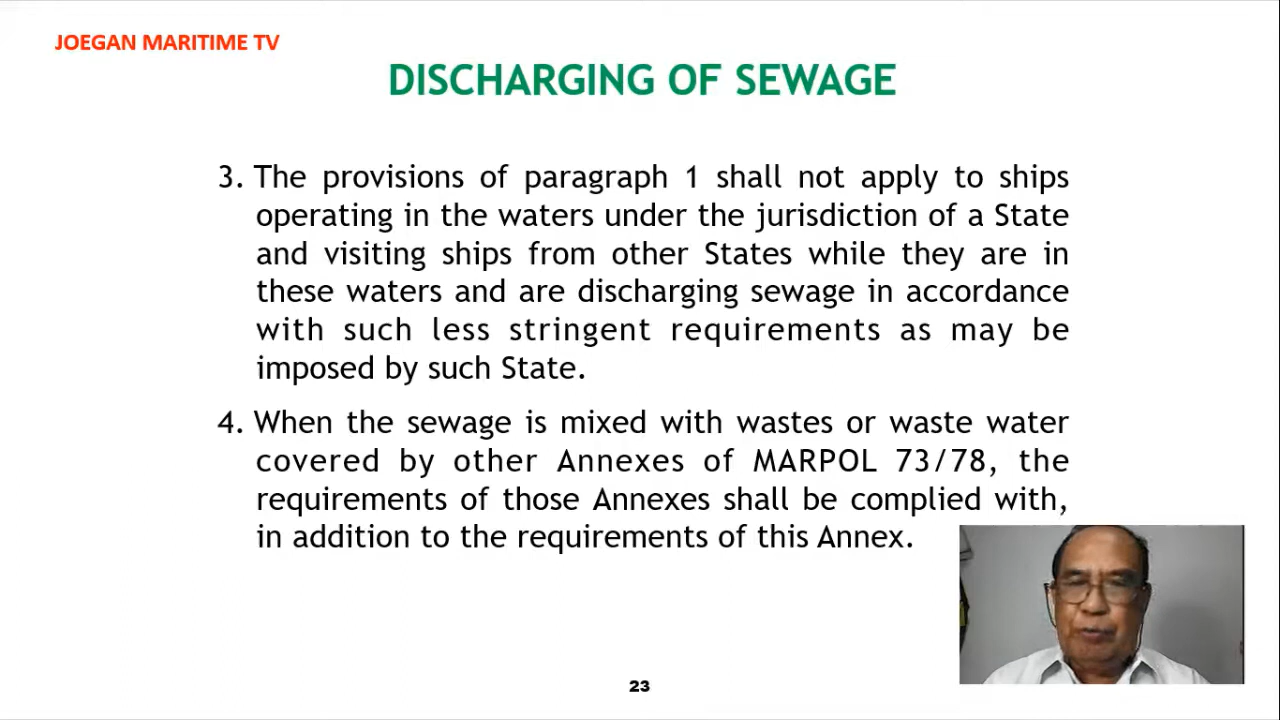 JOEGAN MARITIME TV
DISCHARGING OF SEWAGE
3. The provisions of paragraph 1 shall not apply to ships
operating in the waters under the jurisdiction of a State
and visiting ships from other States while they are in
these waters and are discharging sewage in accordance
with such less stringent requirements as may be
imposed by such State.
4. When the sewage is mixed with wastes or waste water
covered by other Annexes of MARPOL 73/78, the
requirements of those Annexes shall be complied with,
in addition to the requirements of this Annex.
23